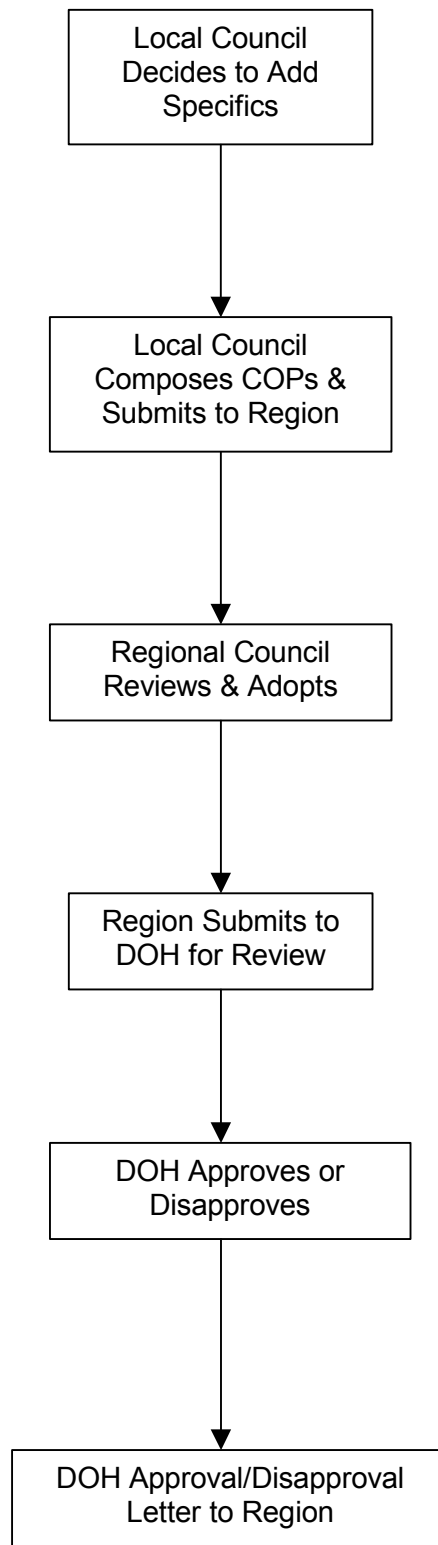 Local Council
Decides to Add
Specifics
Local Council
Composes COPs &
Submits to Region
Regional Council
Reviews & Adopts
Region Submits to
DOH for Review
DOH Approves or
Disapproves
DOH Approval/Disapproval
Letter to Region